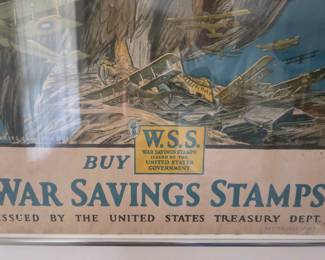 BUY
W.S.S.
WAR SAVINGS STAMPS
ISSUED BY THE
UNITED STATES
GOVERNMENT
WAR SAVINGS STAMPS
ISSUED BY THE UNITED STATES TREASURY DEPT.